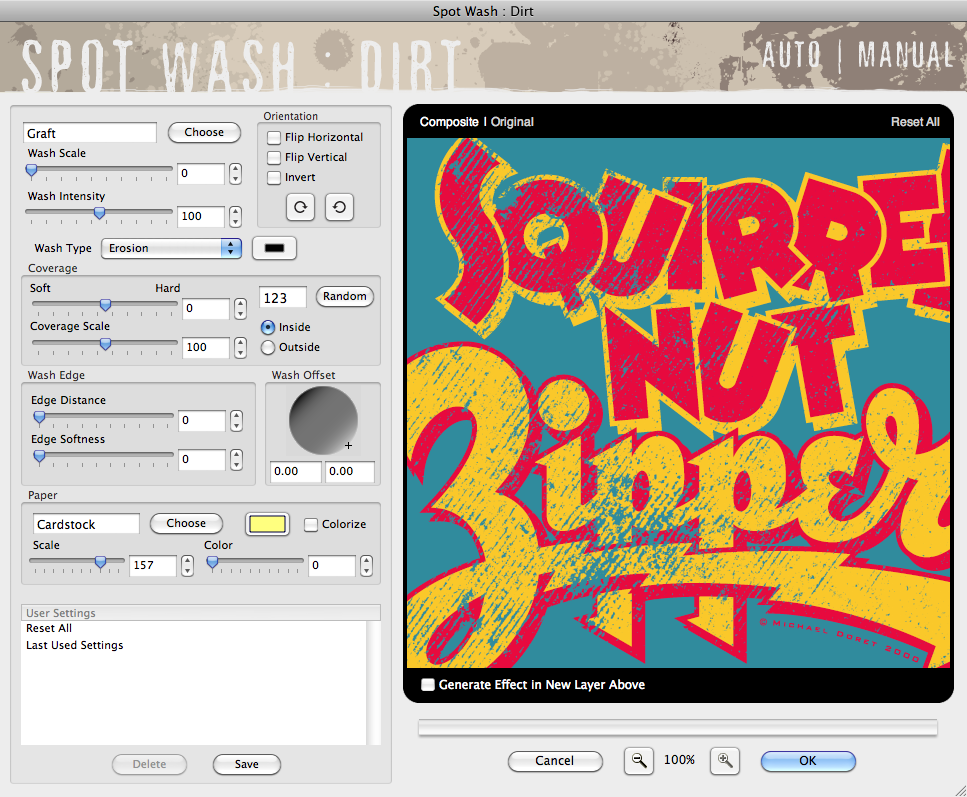 Spot Wash : Dirt
SPOT WASH : DIRT
AUTO | MANUAL
Graft
Choose
Wash Scale
0
Wash Intensity
100
Orientation
Flip Horizontal
Flip Vertical
Invert
Wash Type
Erosion
Coverage
Soft
Hard
0
123
Random
Coverage Scale
100
Inside
Outside
Wash Edge
Edge Distance
0
Edge Softness
0
Wash Offset
0.00
0.00
Paper
Cardstock
Choose
Colorize
Scale
157
Color
0
User Settings
Reset All
Last Used Settings
Delete
Save
Composite | Original
Reset All
SQUIRRE
NUT
Zipper
© MICHAEL DORET 2000
Generate Effect in New Layer Above
Cancel
100%
OK